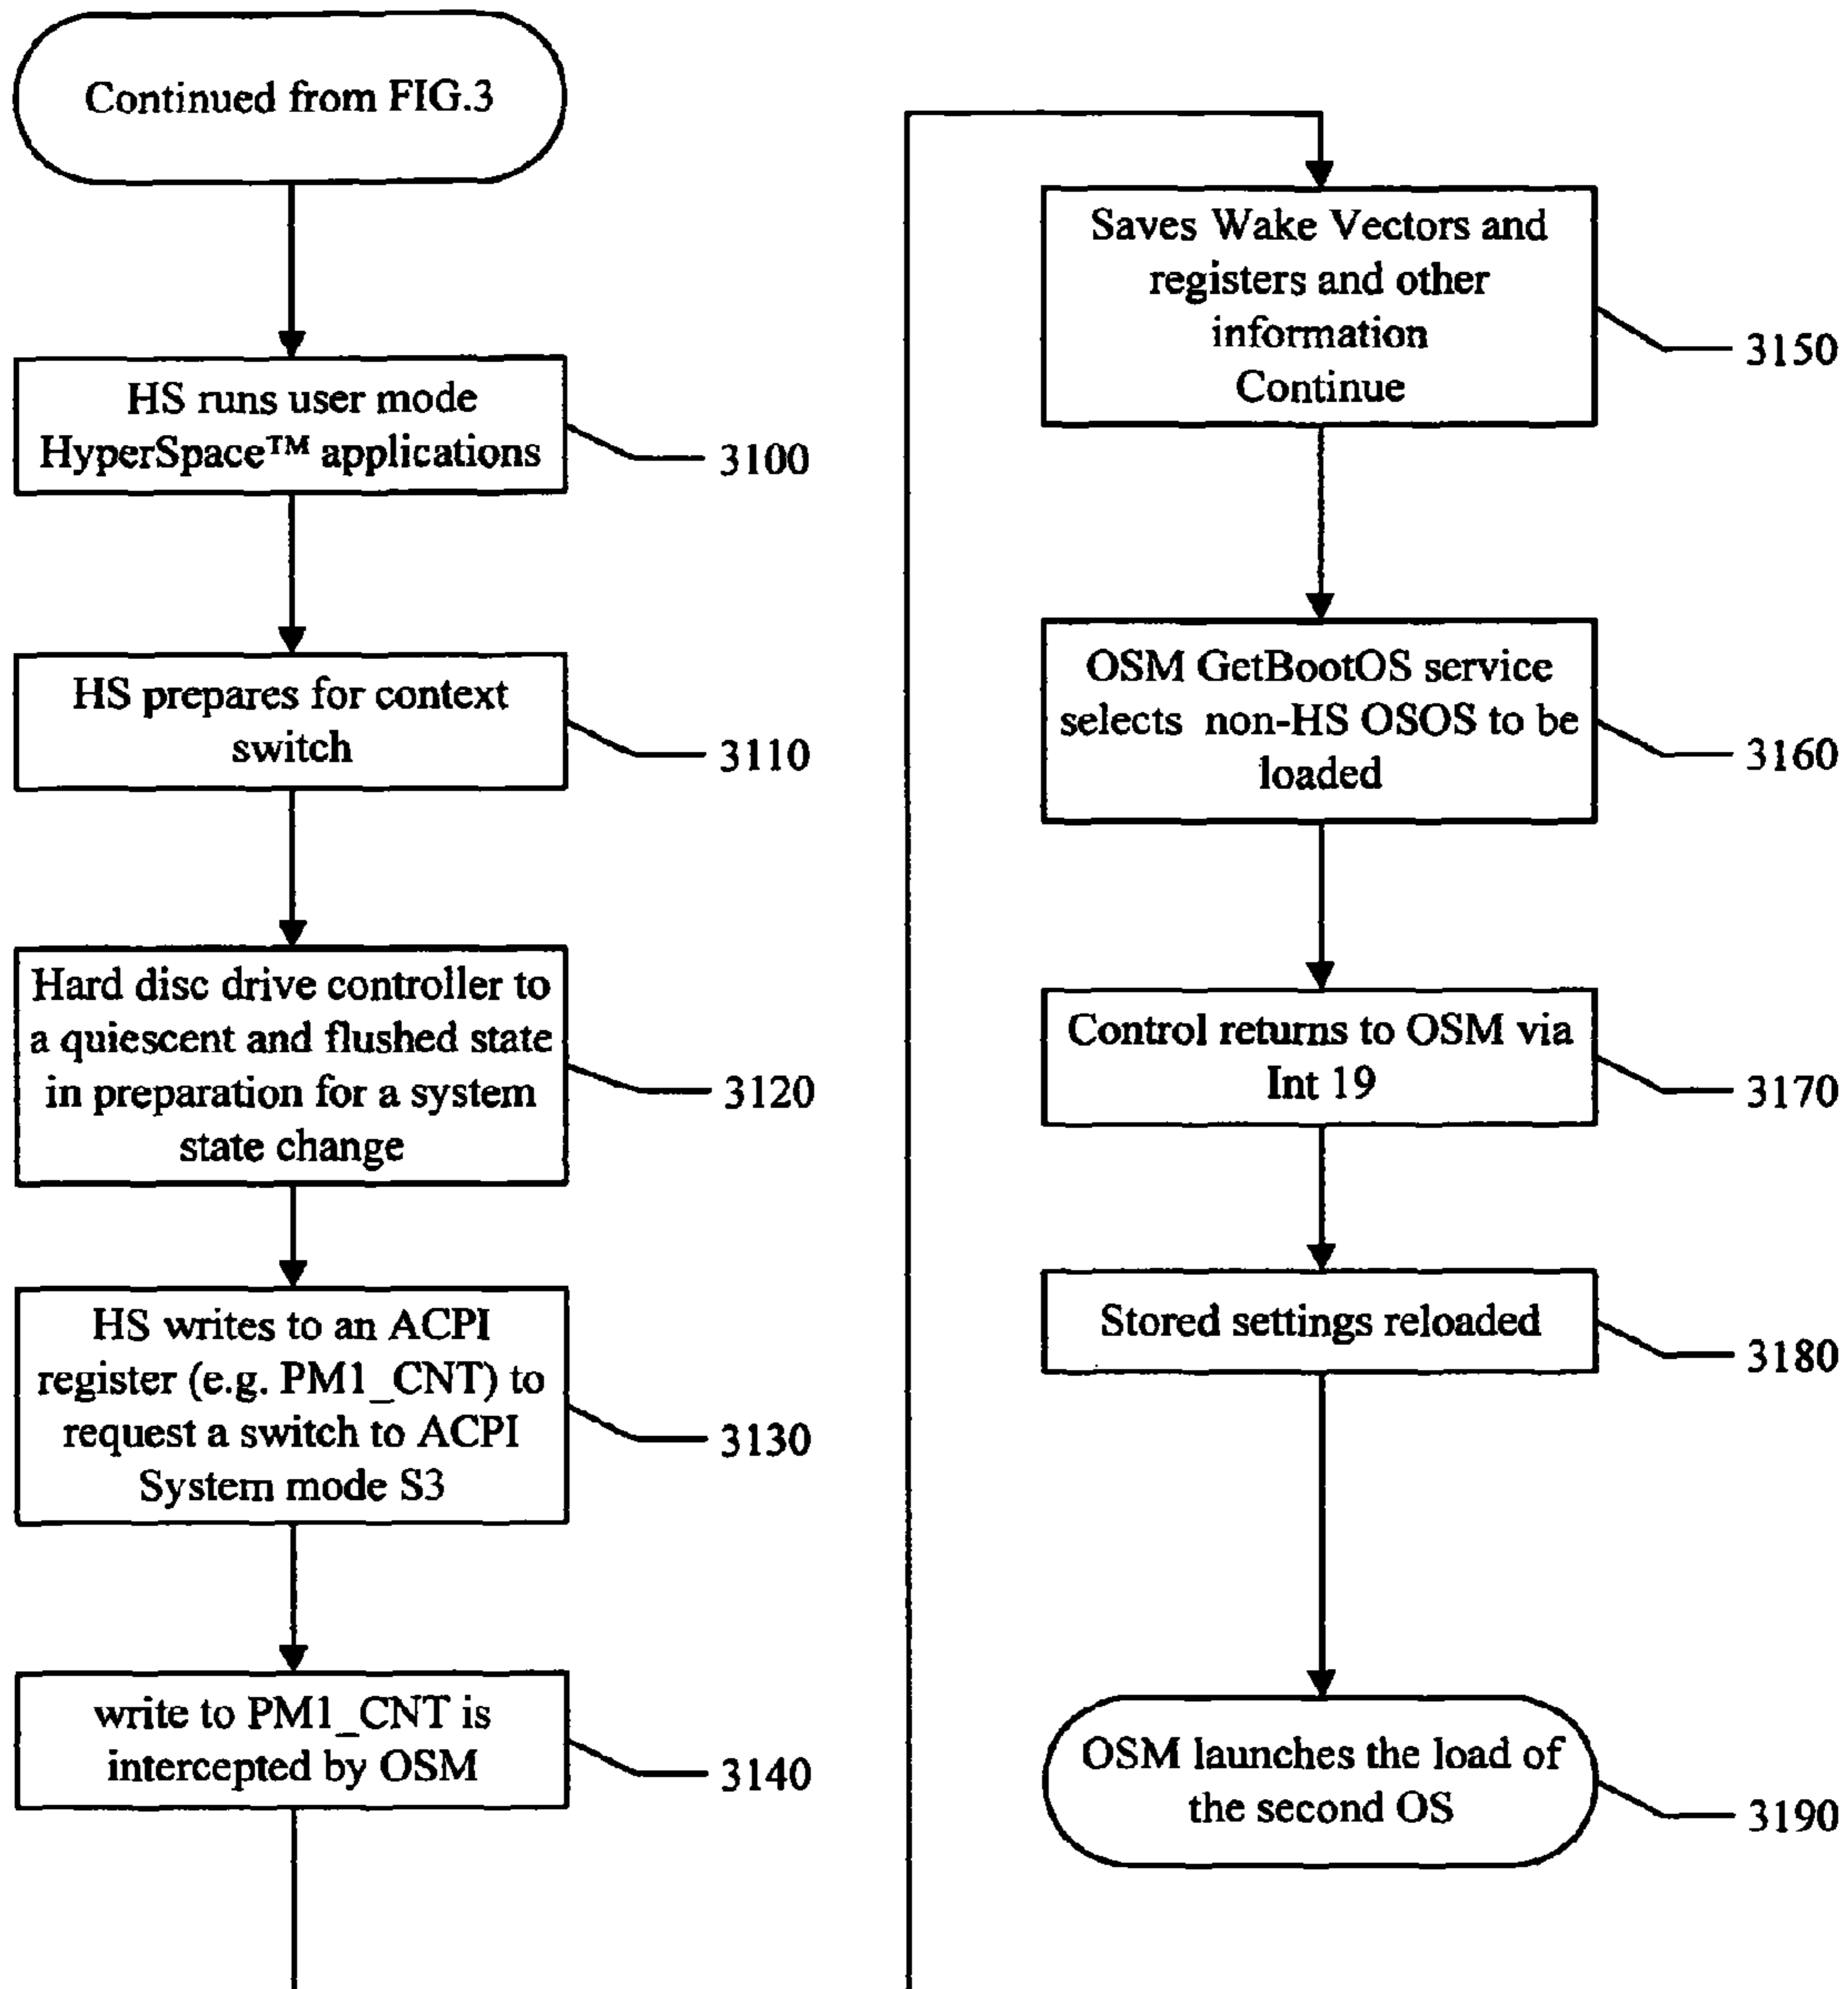 Continued from FIG.3
HS runs user mode
HyperSpace™ applications
3100
HS prepares for context
switch
3110
Hard disc drive controller to
a quiescent and flushed state
in preparation for a system
state change
3120
HS writes to an ACPI
register (e.g. PM1_CNT) to
request a switch to ACPI
System mode S3
3130
write to PM1_CNT is
intercepted by OSM
3140
Saves Wake Vectors and
registers and other
information
Continue
3150
OSM GetBootOS service
selects non-HS OSOS to be
loaded
3160
Control returns to OSM via
Int 19
3170
Stored settings reloaded
3180
OSM launches the load of
the second OS
3190